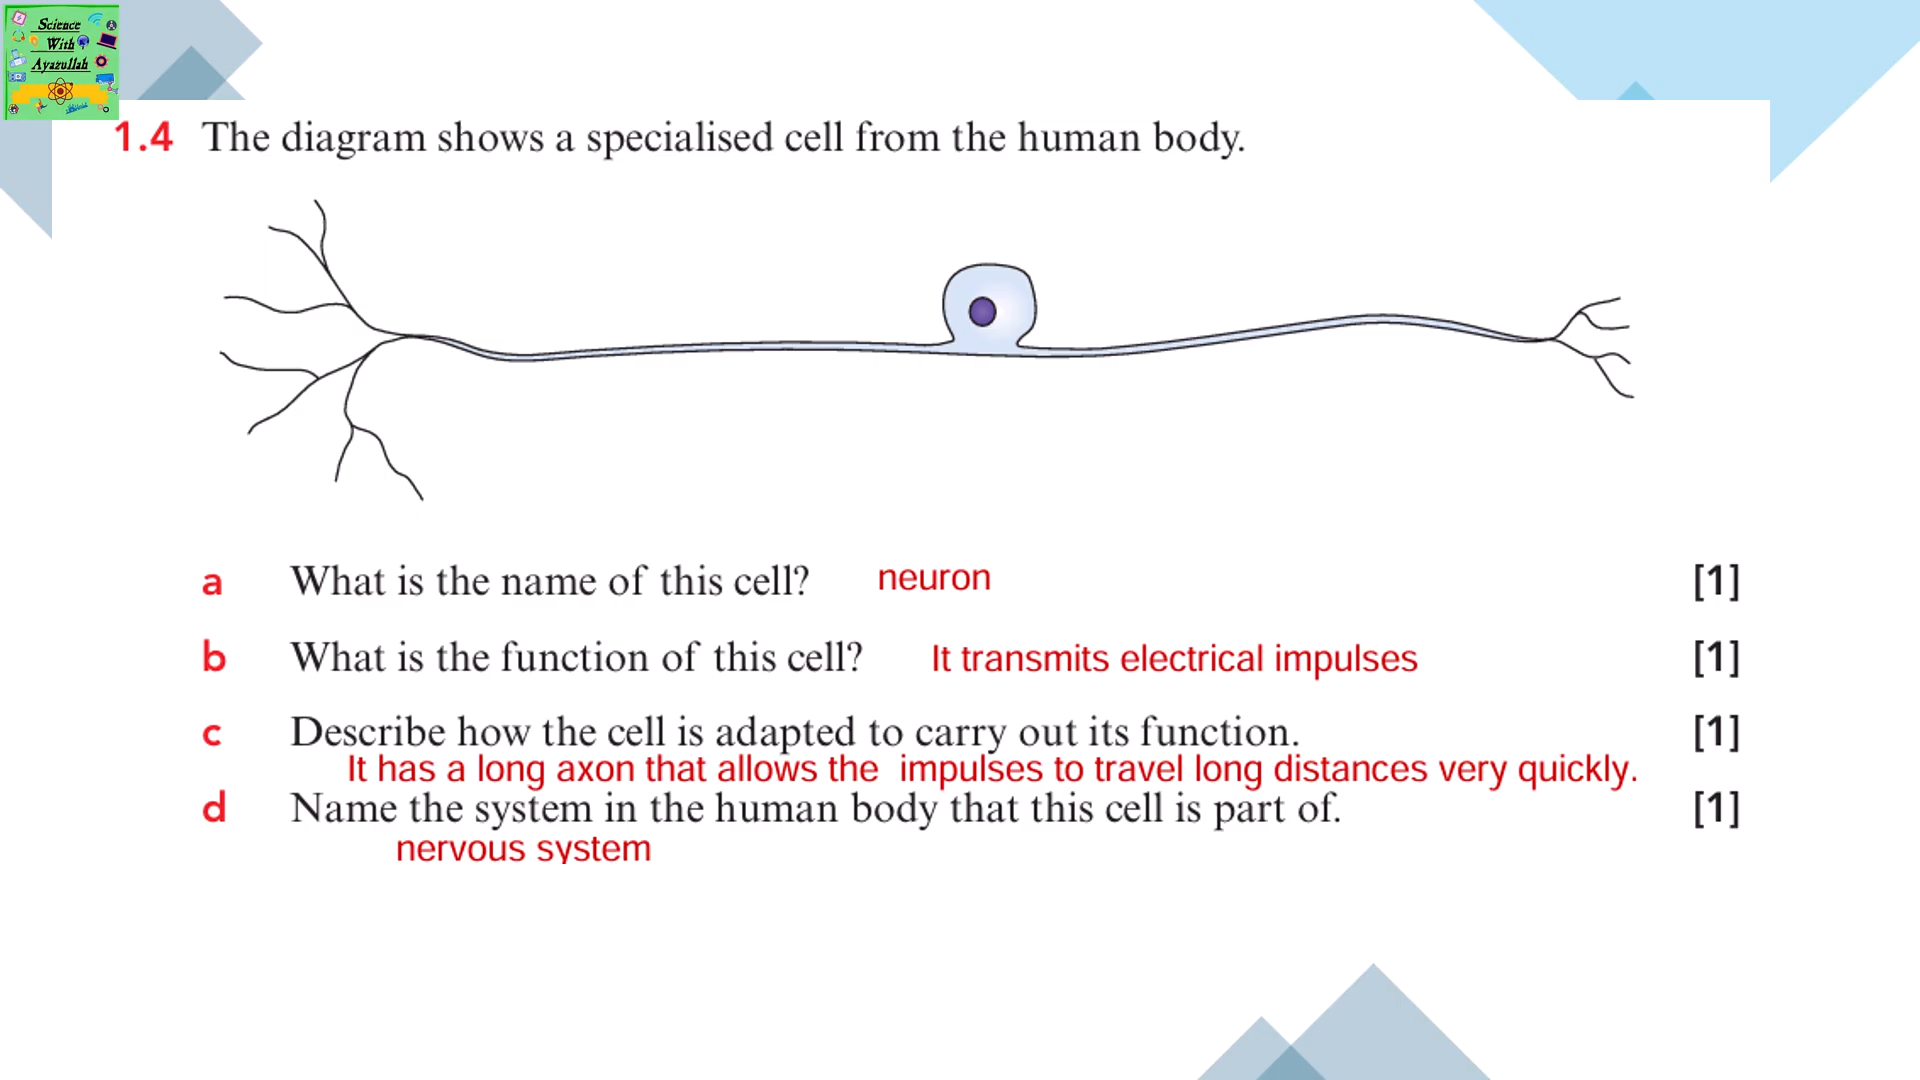 Science
With
Ayazullah
1.4 The diagram shows a specialised cell from the human body.
a What is the name of this cell? neuron [1]
b What is the function of this cell? It transmits electrical impulses [1]
c Describe how the cell is adapted to carry out its function. [1]
It has a long axon that allows the impulses to travel long distances very quickly.
d Name the system in the human body that this cell is part of. [1]
nervous system